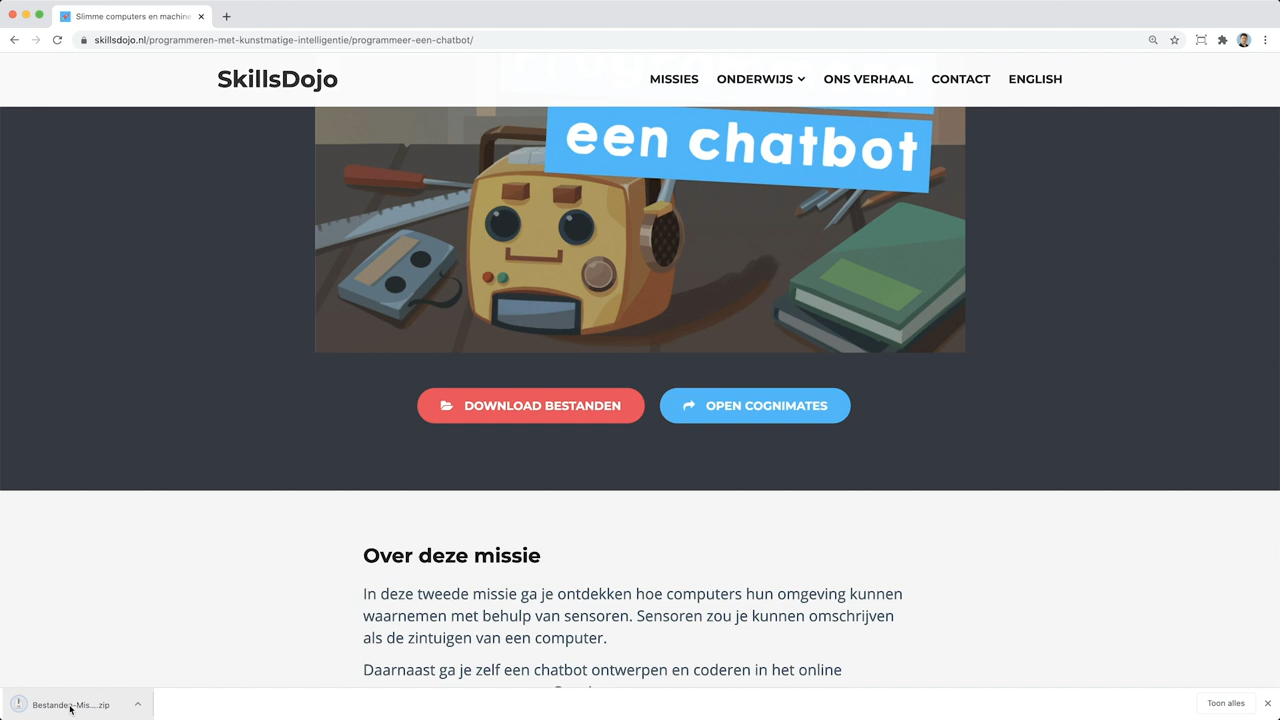 Slimme computers en machine
skillsdojo.nl/programmeren-met-kunstmatige-intelligentie/programmeer-een-chatbot/
SkillsDojo
MISSIES ONDERWIJS ONS VERHAAL CONTACT ENGLISH
een chatbot
DOWNLOAD BESTANDEN OPEN COGNIMATES
Over deze missie
In deze tweede missie ga je ontdekken hoe computers hun omgeving kunnen
waarnemen met behulp van sensoren. Sensoren zou je kunnen omschrijven
als de zintuigen van een computer.
Daarnaast ga je zelf een chatbot ontwerpen en coderen in het online
Bestanden-Mis....zip
Toon alles